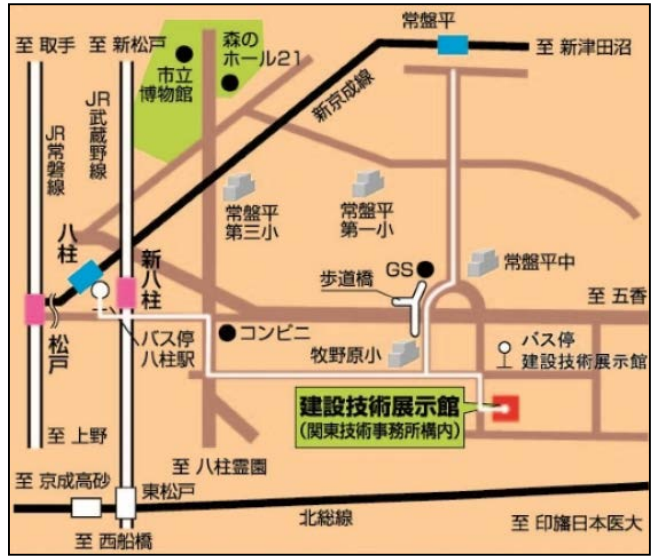 常盤平
至 取手
至 新松戸
森の
ホール21
市立
博物館
至 新津田沼
新京成線
JR常磐線
JR武蔵野線
常盤平
第三小
常盤平
第一小
八柱
新八柱
GS
常盤平中
歩道橋
至 五香
松戸
バス停
八柱駅
コンビニ
牧野原小
バス停
建設技術展示館
建設技術展示館
(関東技術事務所構内)
至 上野
至 八柱霊園
至 京成高砂
東松戸
北総線
至 印旛日本医大
至 西船橋